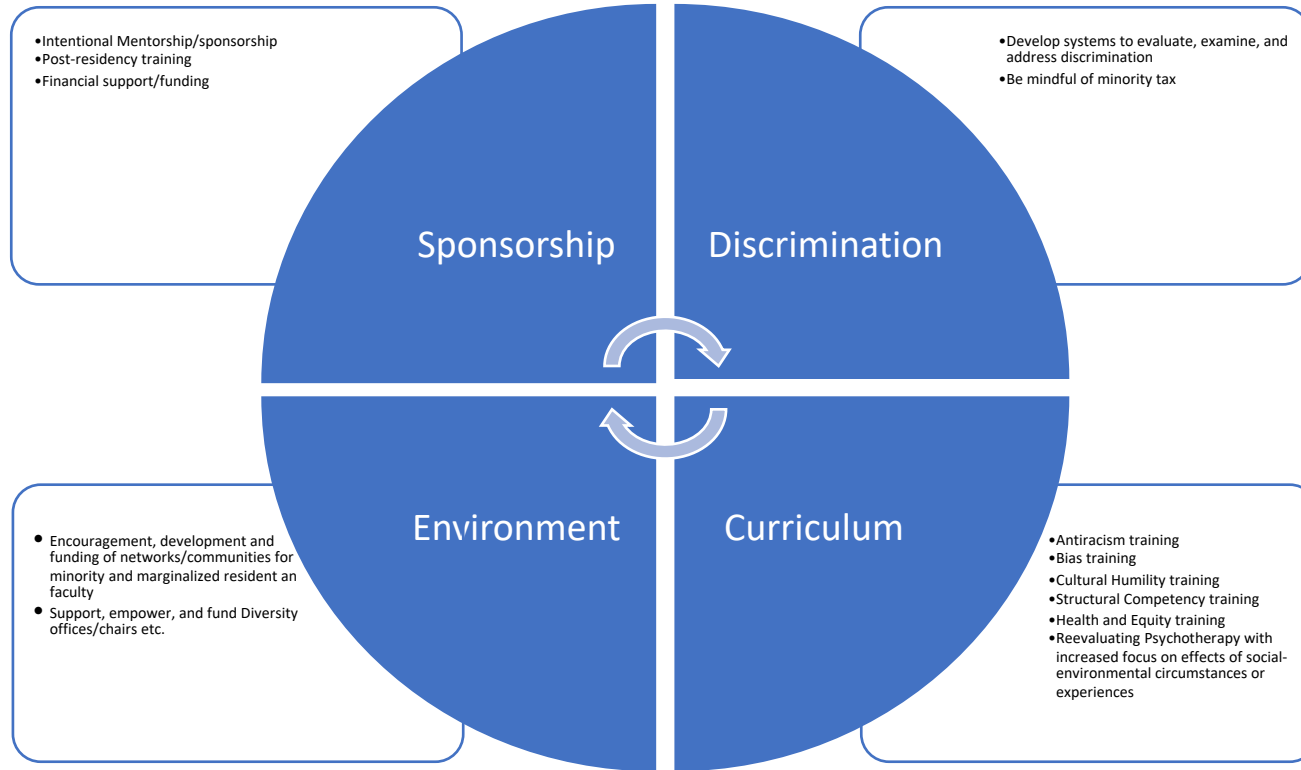 •Intentional Mentorship/sponsorship
•Post-residency training
•Financial support/funding
•Develop systems to evaluate, examine, and
address discrimination
•Be mindful of minority tax
Sponsorship
Discrimination
Environment
Curriculum
• Encouragement, development and
funding of networks/communities for
minority and marginalized resident an
faculty
• Support, empower, and fund Diversity
offices/chairs etc.
•Antiracism training
•Bias training
•Cultural Humility training
•Structural Competency training
•Health and Equity training
•Reevaluating Psychotherapy with
increased focus on effects of social-
environmental circumstances or
experiences